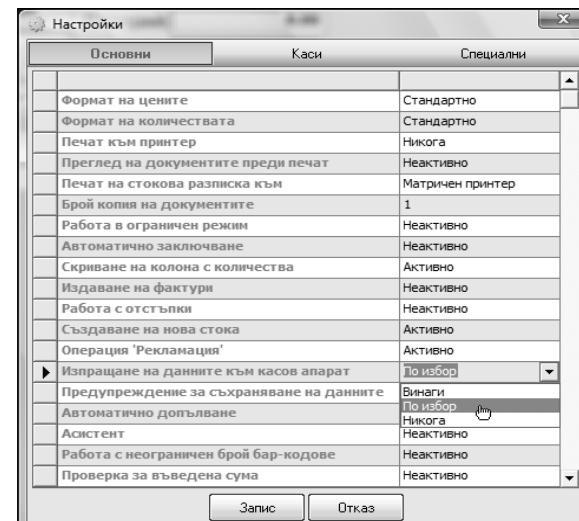 Настройки
Основни Каси Специални
Формат на цените Стандартно
Формат на количествата Стандартно
Печат към принтер Никога
Преглед на документите преди печат Неактивно
Печат на стокова разписка към Матричен принтер
Брой копия на документите 1
Работа в ограничен режим Неактивно
Автоматично заключване Неактивно
Скриване на колона с количества Активно
Издаване на фактури Неактивно
Работа с отстъпки Неактивно
Създаване на нова стока Активно
Операция 'Рекламация' Активно
Изпращане на данните към касов апарат По избор
Предупреждение за съхраняване на данните Винаги
По избор
Автоматично допълване Никога
Асистент Неактивно
Работа с неограничен брой бар-кодове Неактивно
Проверка за въведена сума Неактивно
Запис Отказ